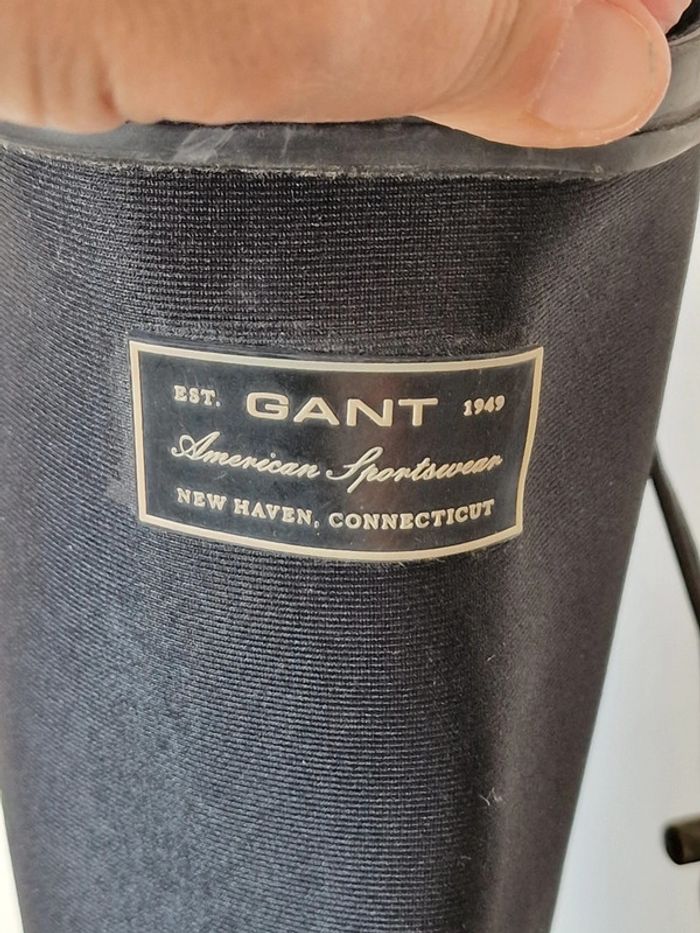 EST. GANT 1949
American Sportswear
NEW HAVEN, CONNECTICUT